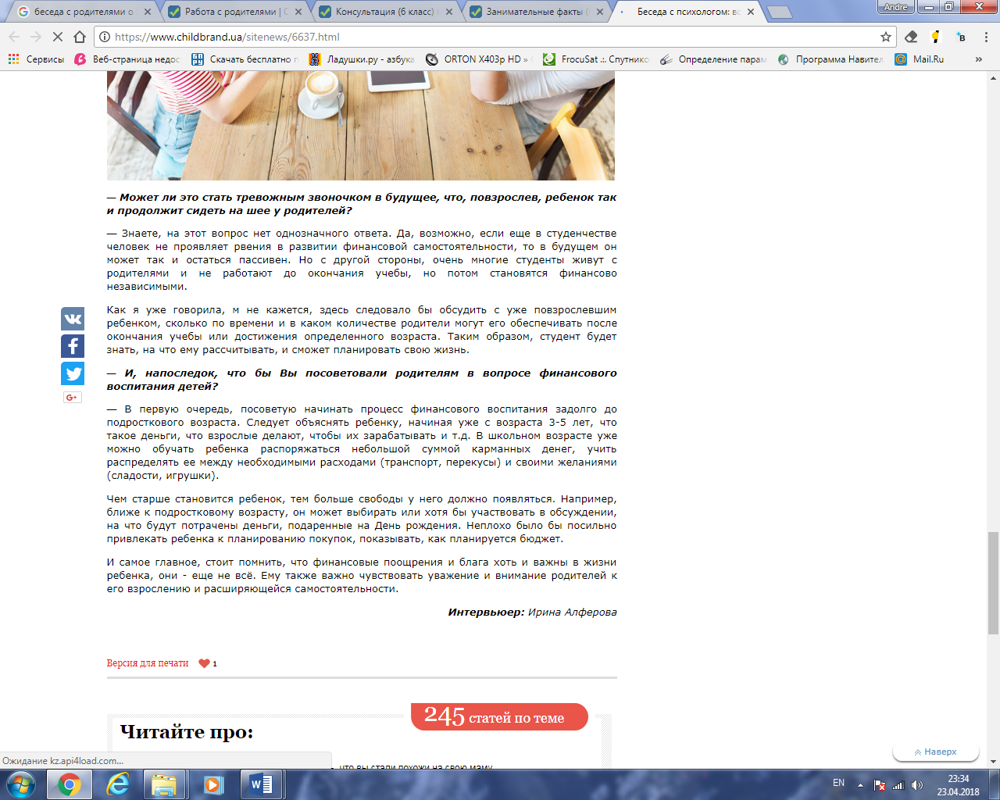 беседа с родителями о
Работа с родителями | С
Консультация (6 класс)
Занимательные факты (
Беседа с психологом: вс
Andre
https://www.childbrand.ua/sitenews/6637.html
Сервисы
Веб-страница недос
Скачать бесплатно п
Ладушки.ру - азбука
ORTON X403p HD »
FrocuSat .:. Спутнико
Определение парам
Программа Навител
Mail.Ru
»
— Может ли это стать тревожным звоночком в будущее, что, повзрослев, ребенок так
и продолжит сидеть на шее у родителей?
— Знаете, на этот вопрос нет однозначного ответа. Да, возможно, если еще в студенчестве
человек не проявляет рвения в развитии финансовой самостоятельности, то в будущем он
может так и остаться пассивен. Но с другой стороны, очень многие студенты живут с
родителями и не работают до окончания учебы, но потом становятся финансово
независимыми.
Как я уже говорила, м не кажется, здесь следовало бы обсудить с уже повзрослевшим
ребенком, сколько по времени и в каком количестве родители могут его обеспечивать после
окончания учебы или достижения определенного возраста. Таким образом, студент будет
знать, на что ему рассчитывать, и сможет планировать свою жизнь.
— И, напоследок, что бы Вы посоветовали родителям в вопросе финансового
воспитания детей?
— В первую очередь, посоветую начинать процесс финансового воспитания задолго до
подросткового возраста. Следует объяснять ребенку, начиная уже с возраста 3-5 лет, что
такое деньги, что взрослые делают, чтобы их зарабатывать и т.д. В школьном возрасте уже
можно обучать ребенка распоряжаться небольшой суммой карманных денег, учить
распределять ее между необходимыми расходами (транспорт, перекусы) и своими желаниями
(сладости, игрушки).
Чем старше становится ребенок, тем больше свободы у него должно появляться. Например,
ближе к подростковому возрасту, он может выбирать или хотя бы участвовать в обсуждении,
на что будут потрачены деньги, подаренные на День рождения. Неплохо было бы посильно
привлекать ребенка к планированию покупок, показывать, как планируется бюджет.
И самое главное, стоит помнить, что финансовые поощрения и блага хоть и важны в жизни
ребенка, они - еще не всё. Ему также важно чувствовать уважение и внимание родителей к
его взрослению и расширяющейся самостоятельности.
Интервьюер: Ирина Алферова
Версия для печати 1
245 статей по теме
Читайте про:
Наверх
Ожидание kz.api4load.com...
что вы стали похожи на свою маму
EN
23:34
23.04.2018